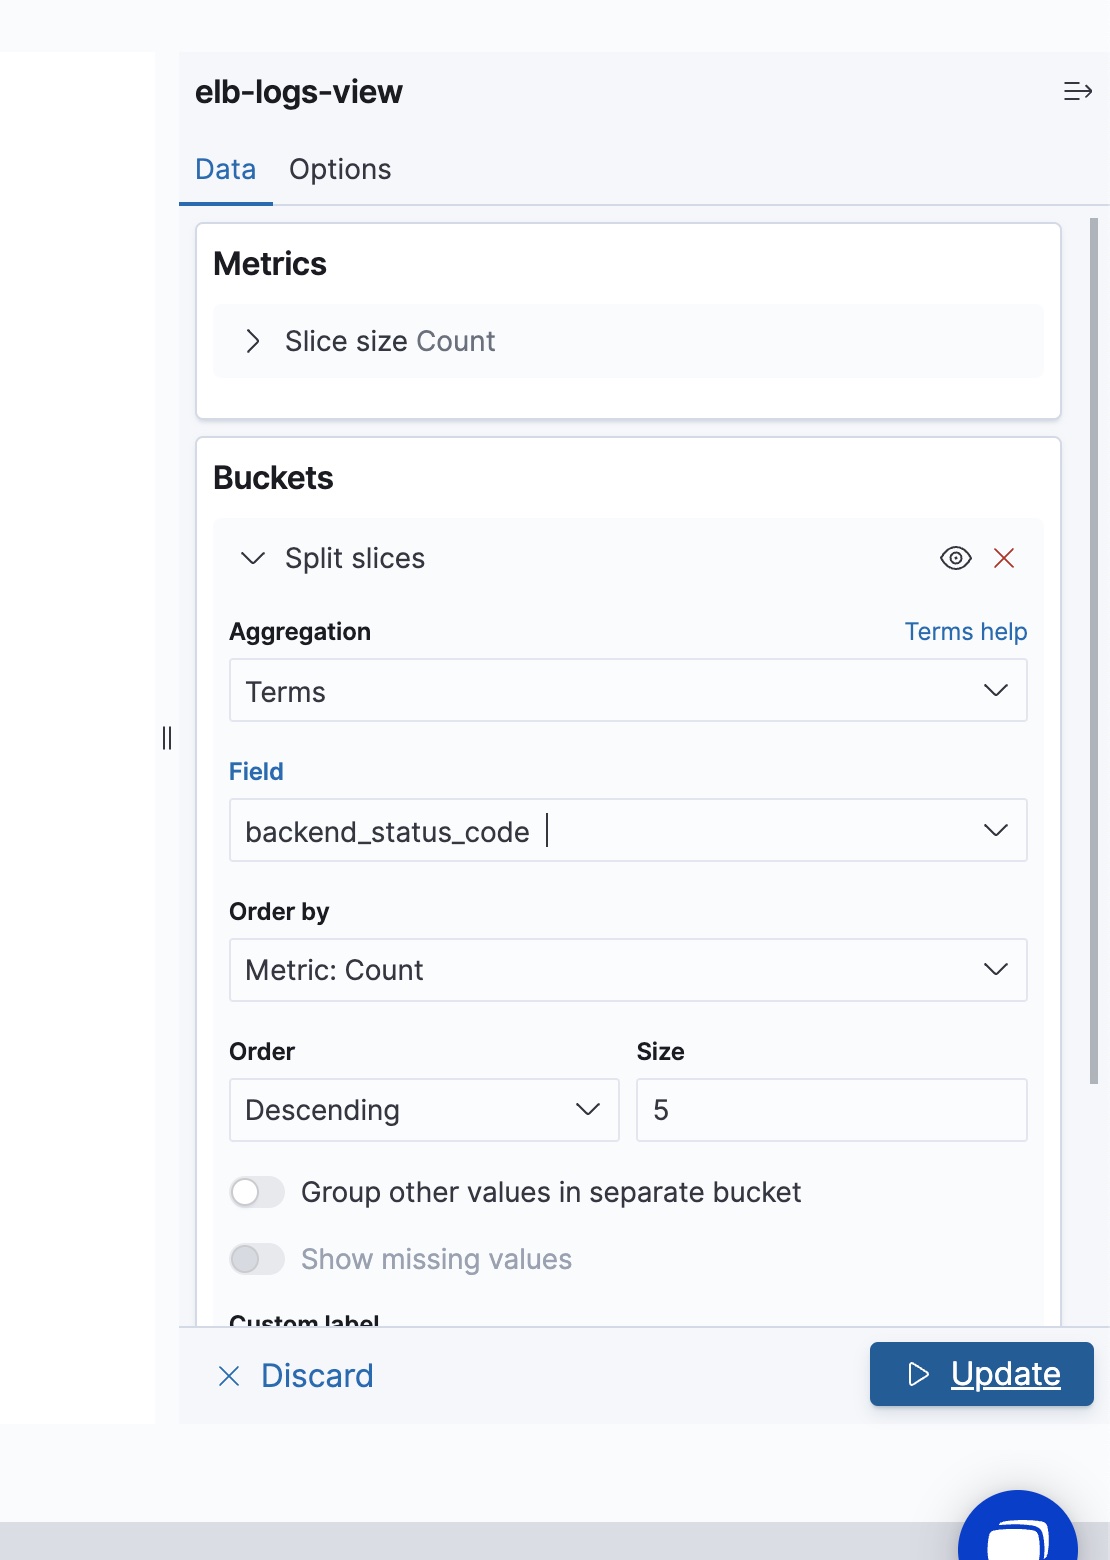 elb-logs-view
Data Options
Metrics
Slice size Count
Buckets
Split slices
Aggregation Terms help
Terms
Field
backend_status_code
Order by
Metric: Count
Order Size
Descending 5
Group other values in separate bucket
Show missing values
Custom label
Discard Update